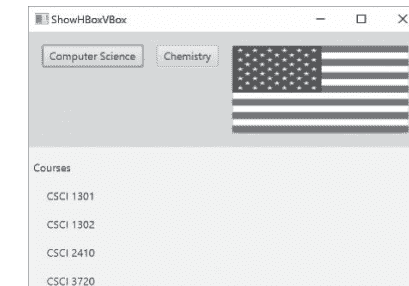 ShowHBoxVBox
Computer Science Chemistry
Courses
CSCI 1301
CSCI 1302
CSCI 2410
CSCI 3720